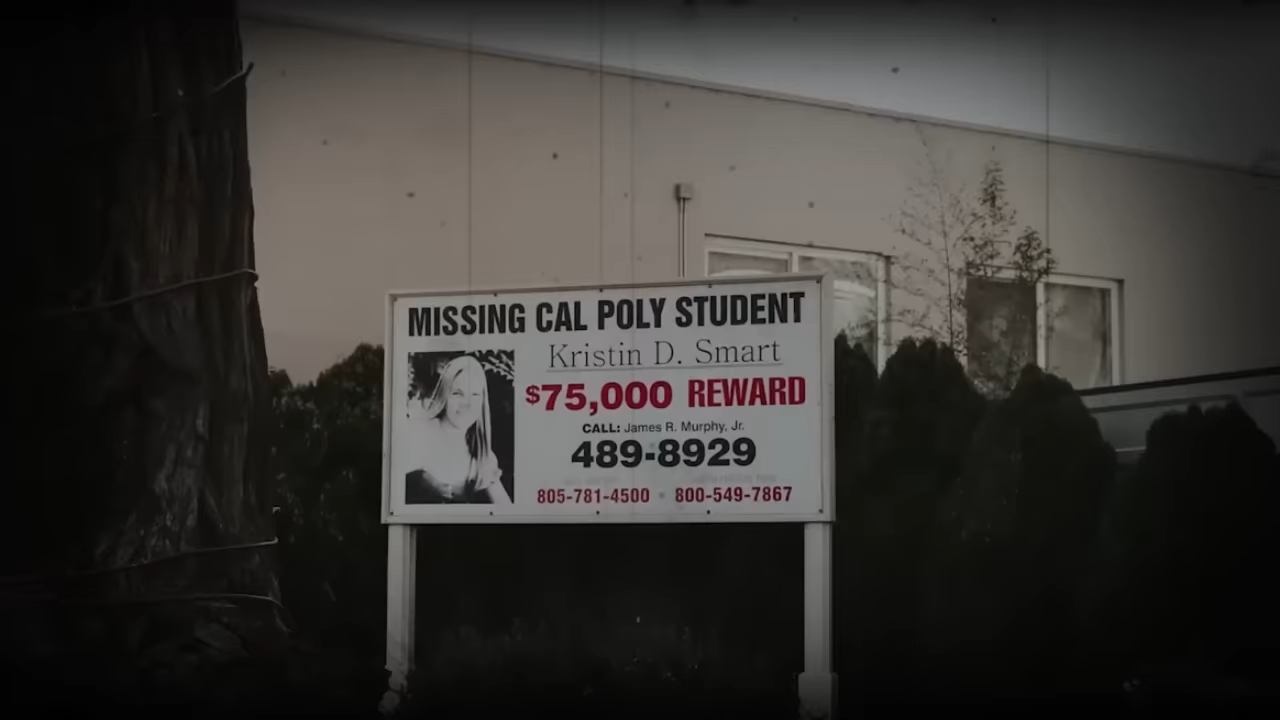 MISSING CAL POLY STUDENT
Kristin D. Smart
$75,000 REWARD
CALL: James R. Murphy, Jr.
489-8929
805-781-4500 • 800-549-7867